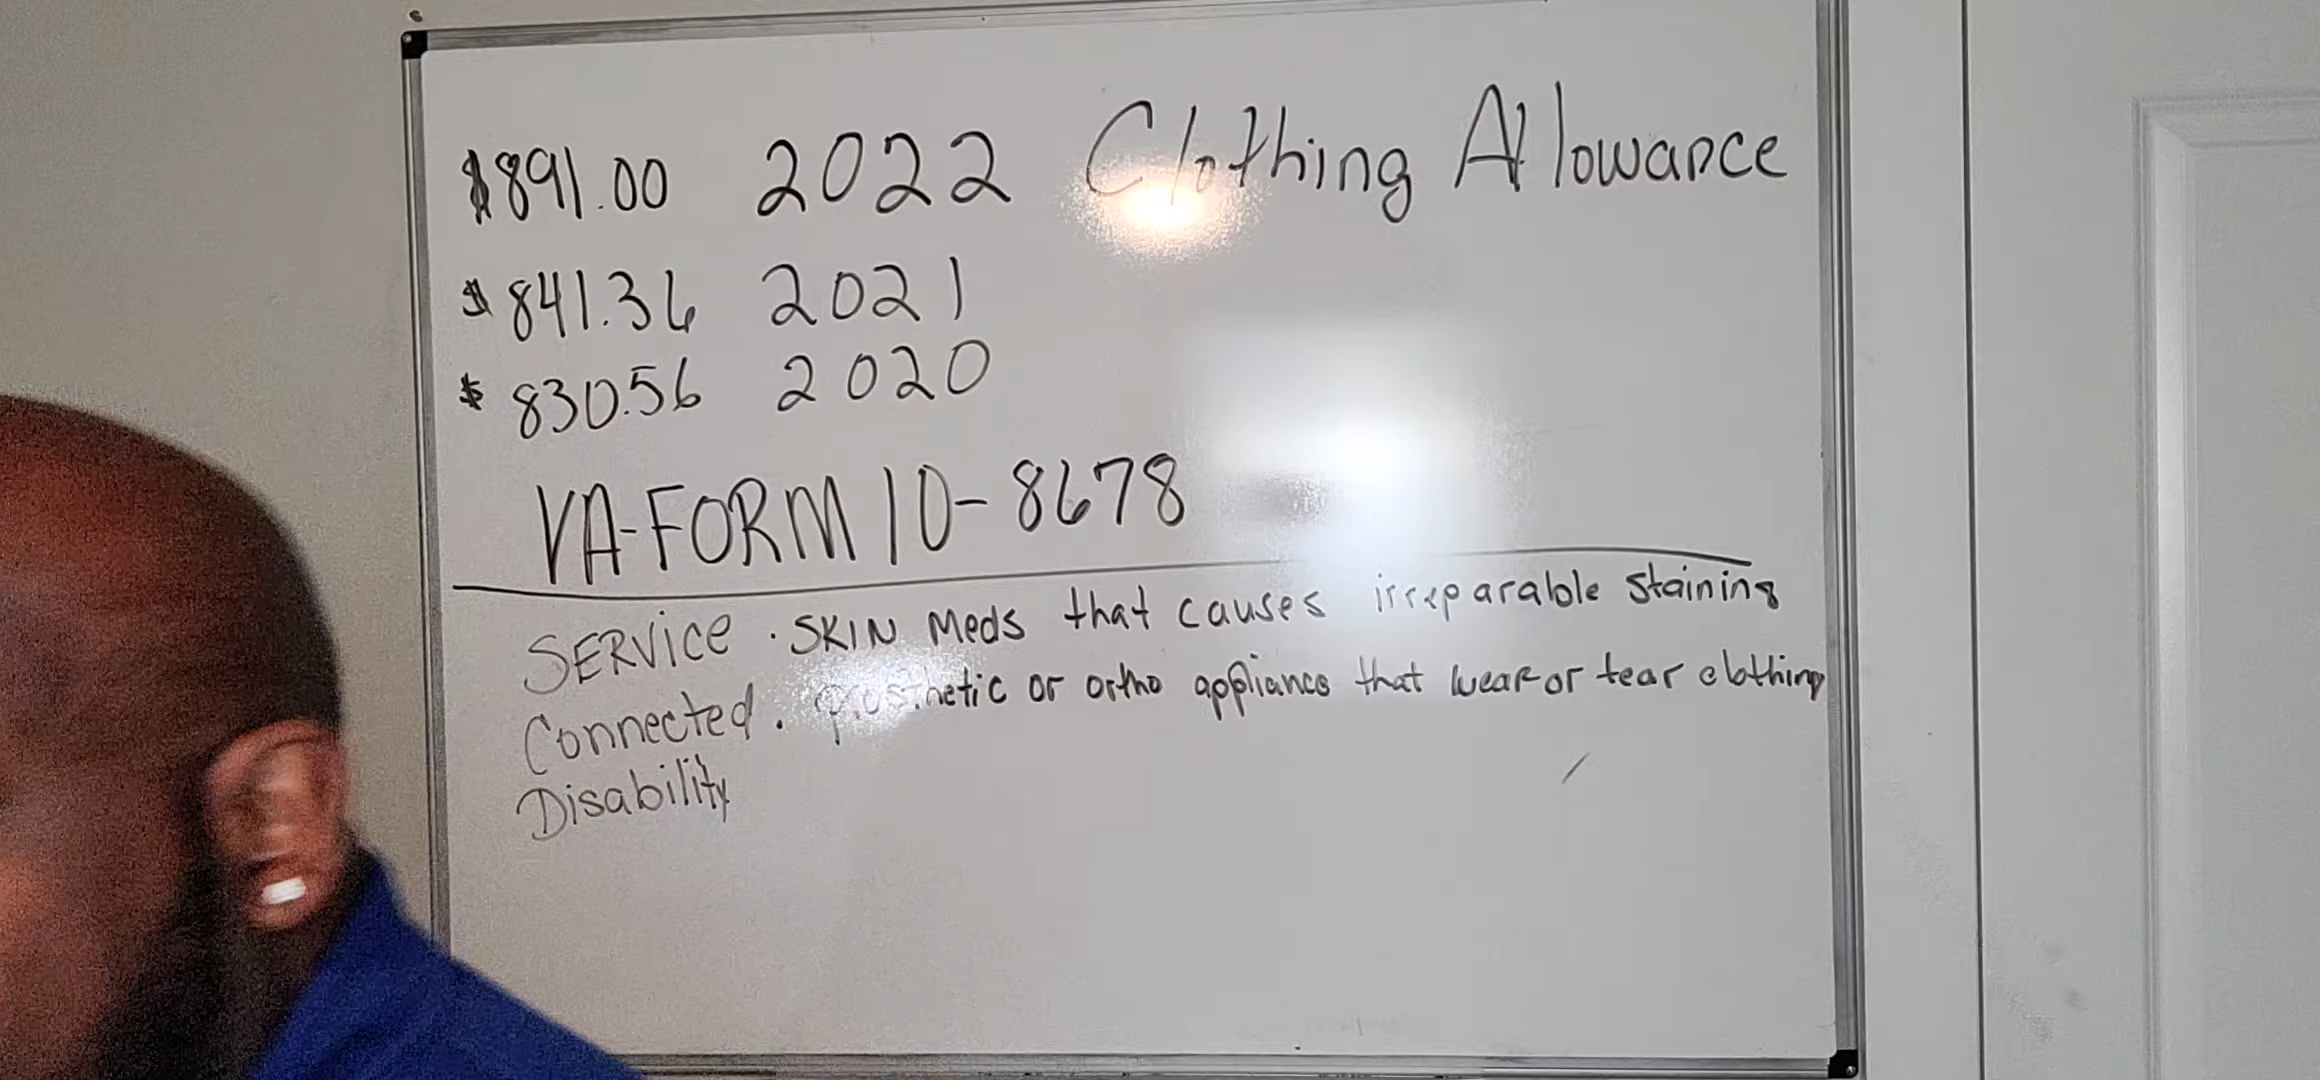 $891.00 2022 Clothing Allowance
$841.36 2021
$830.56 2020
VA-FORM 10-8678
SERVICE · SKIN Meds that causes irreparable staining
Connected · prosthetic or ortho appliance that wear or tear clothing
Disability